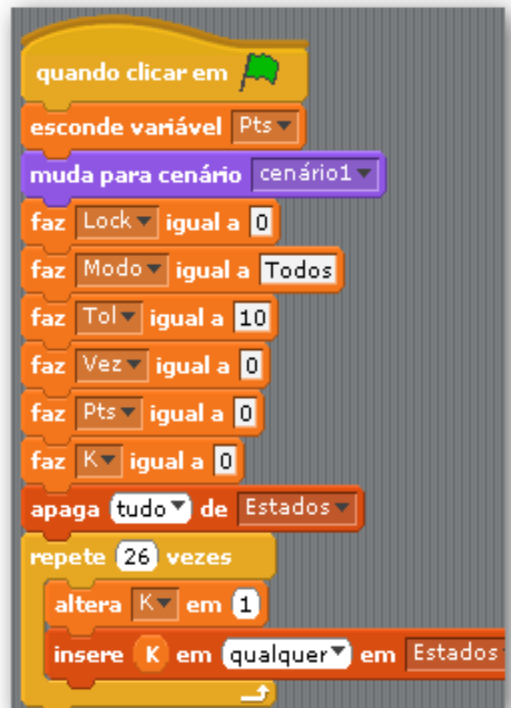 quando clicar em
esconde variável Pts
muda para cenário cenário1
faz Lock igual a 0
faz Modo igual a Todos
faz Tol igual a 10
faz Vez igual a 0
faz Pts igual a 0
faz K igual a 0
apaga tudo de Estados
repete 26 vezes
altera K em 1
insere K em qualquer em Estados